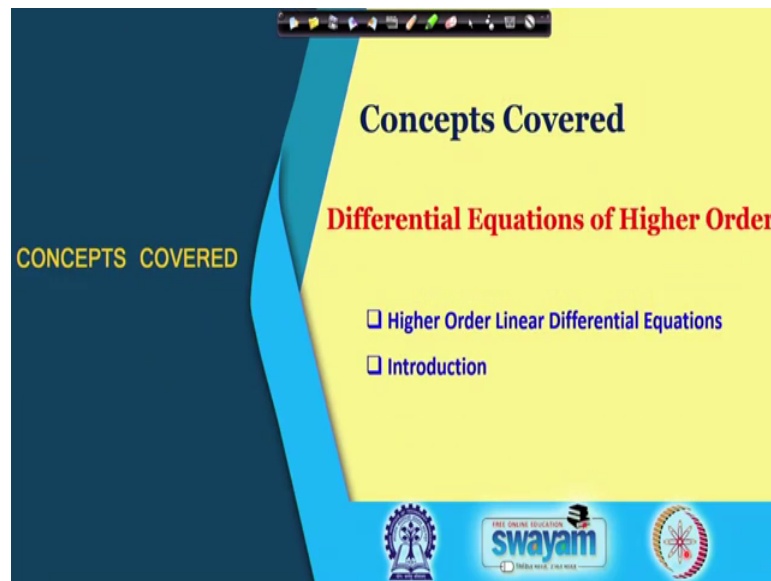 Concepts Covered
Differential Equations of Higher Order
CONCEPTS COVERED
Higher Order Linear Differential Equations
Introduction
FREE ONLINE EDUCATION
swayam